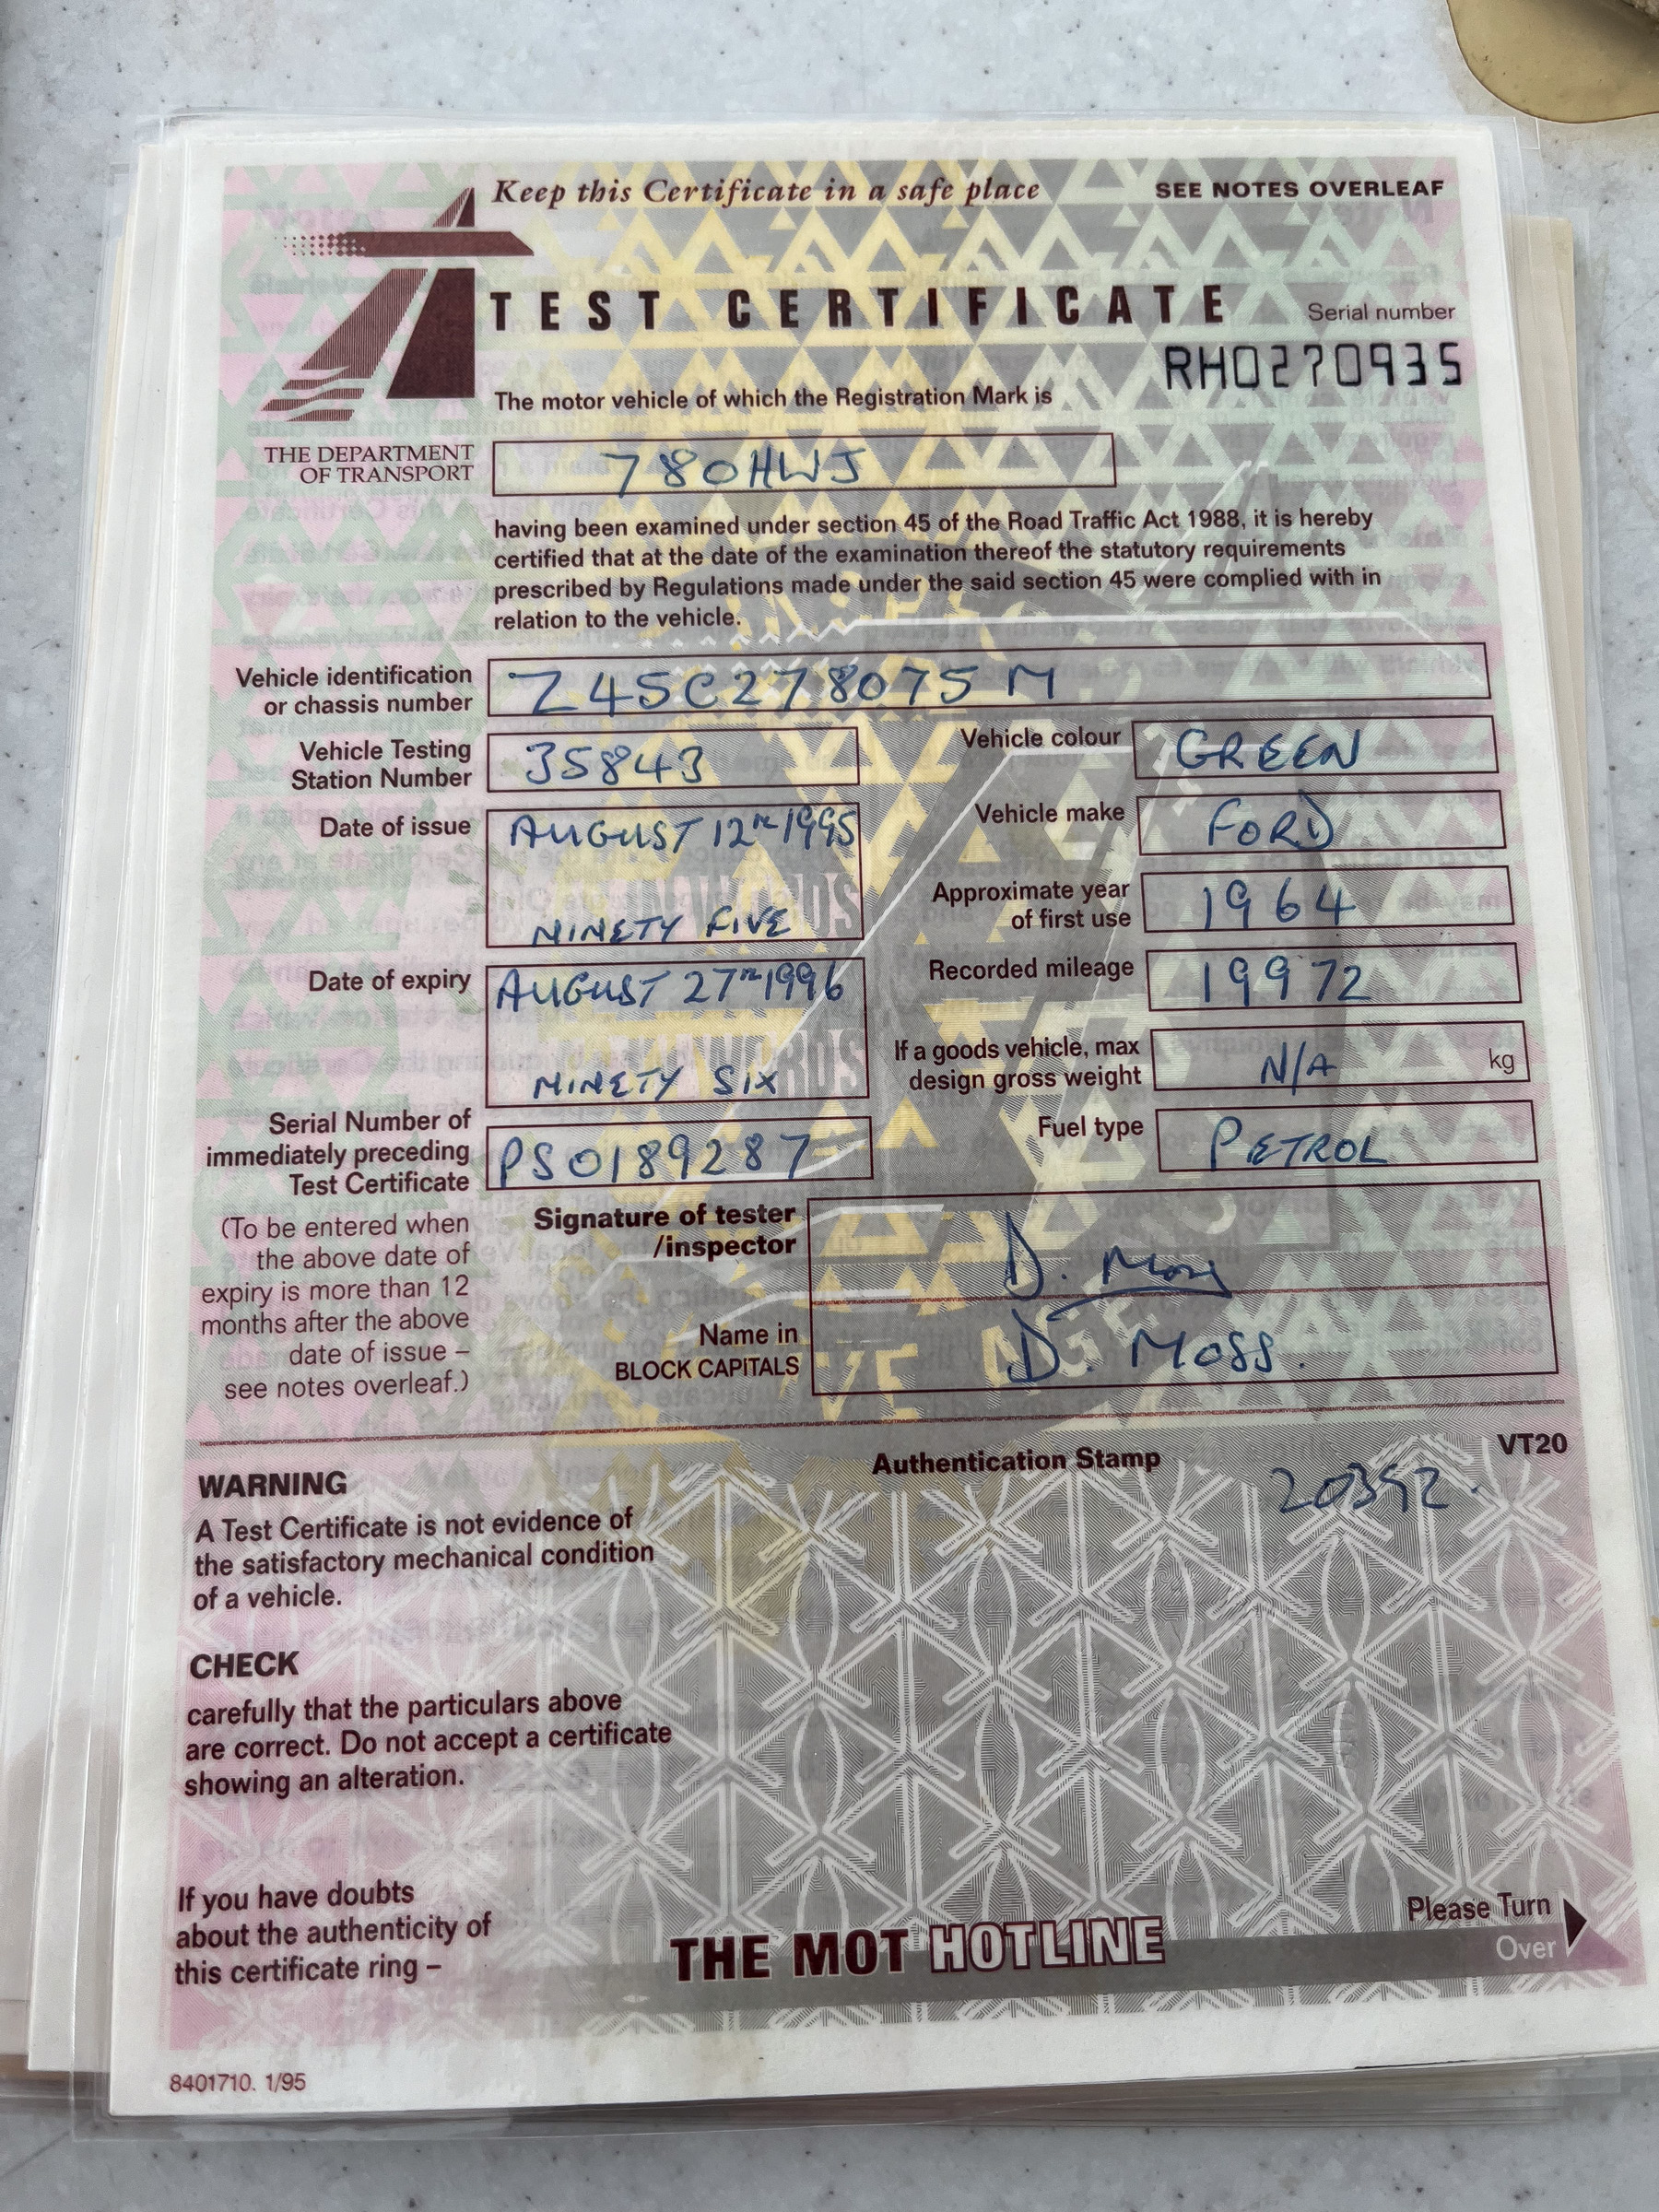 Keep this Certificate in a safe place
SEE NOTES OVERLEAF
TEST CERTIFICATE
Serial number
RH0270935
The motor vehicle of which the Registration Mark is
THE DEPARTMENT
OF TRANSPORT
780HWJ
having been examined under section 45 of the Road Traffic Act 1988, it is hereby
certified that at the date of the examination thereof the statutory requirements
prescribed by Regulations made under the said section 45 were complied with in
relation to the vehicle.
Vehicle identification
or chassis number
Z45C278075M
Vehicle Testing
Station Number
35843
Vehicle colour
GREEN
Date of issue
AUGUST 12TH 1995
NINETY FIVE
Vehicle make
FORD
Approximate year
of first use
1964
Date of expiry
AUGUST 27TH 1996
NINETY SIX
Recorded mileage
19972
If a goods vehicle, max
design gross weight
N/A
kg
Serial Number of
immediately preceding
Test Certificate
PS0189287
Fuel type
PETROL
(To be entered when
the above date of
expiry is more than 12
months after the above
date of issue –
see notes overleaf.)
Signature of tester
/inspector
D. Moss
Name in
BLOCK CAPITALS
D. MOSS.
VT20
Authentication Stamp
WARNING
A Test Certificate is not evidence of
the satisfactory mechanical condition
of a vehicle.
CHECK
carefully that the particulars above
are correct. Do not accept a certificate
showing an alteration.
If you have doubts
about the authenticity of
this certificate ring –
THE MOT HOTLINE
Please Turn
Over
8401710. 1/95